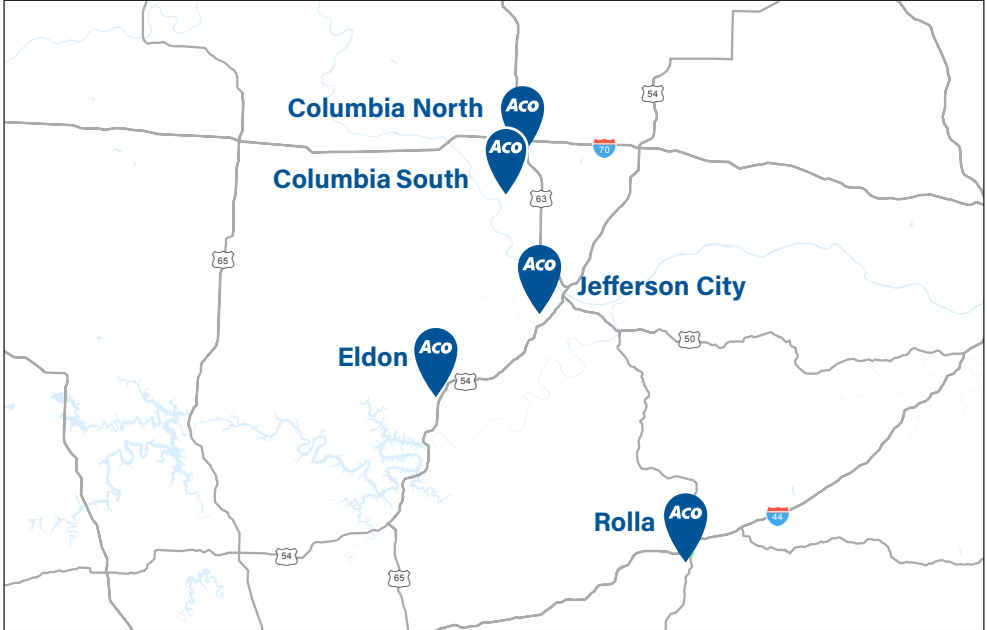 54
Columbia North
Aco
Aco
70
Columbia South
63
65
Aco
Jefferson City
50
Eldon
Aco
54
Rolla
Aco
44
54
65